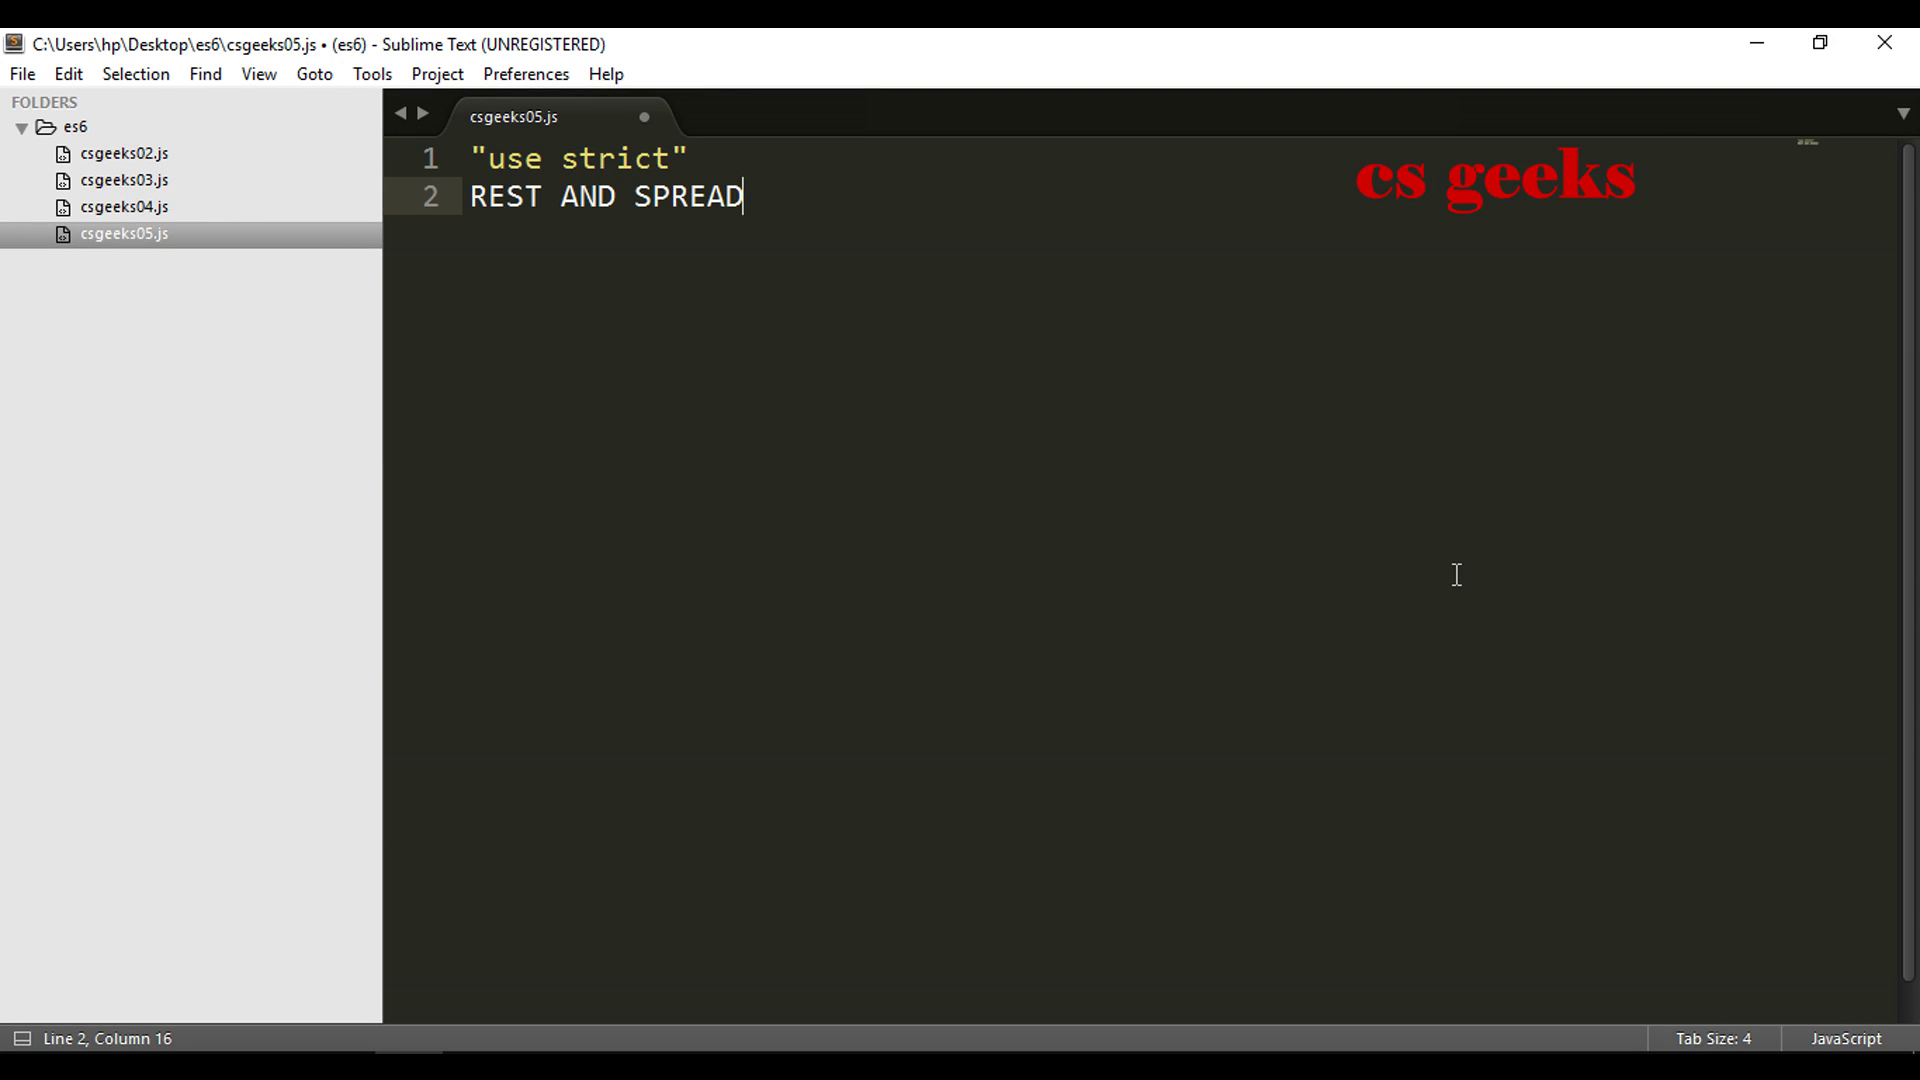 C:\Users\hp\Desktop\es6\csgeeks05.js • (es6) - Sublime Text (UNREGISTERED)
File Edit Selection Find View Goto Tools Project Preferences Help
FOLDERS
es6
csgeeks02.js
csgeeks03.js
csgeeks04.js
csgeeks05.js
csgeeks05.js
1 "use strict"
2 REST AND SPREAD
cs geeks
Line 2, Column 16
Tab Size: 4
JavaScript